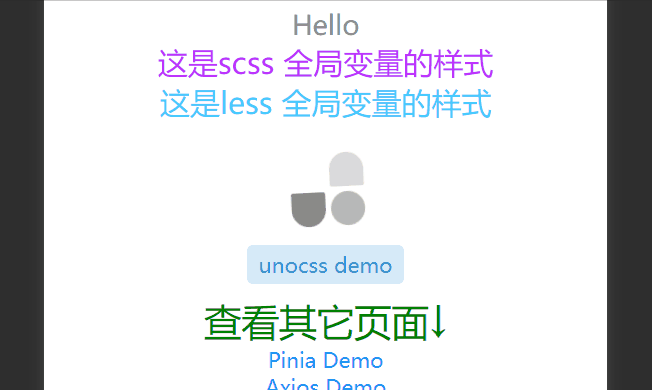 Hello
这是scss 全局变量的样式
这是less 全局变量的样式
unocss demo
查看其它页面↓
Pinia Demo
Axios Demo